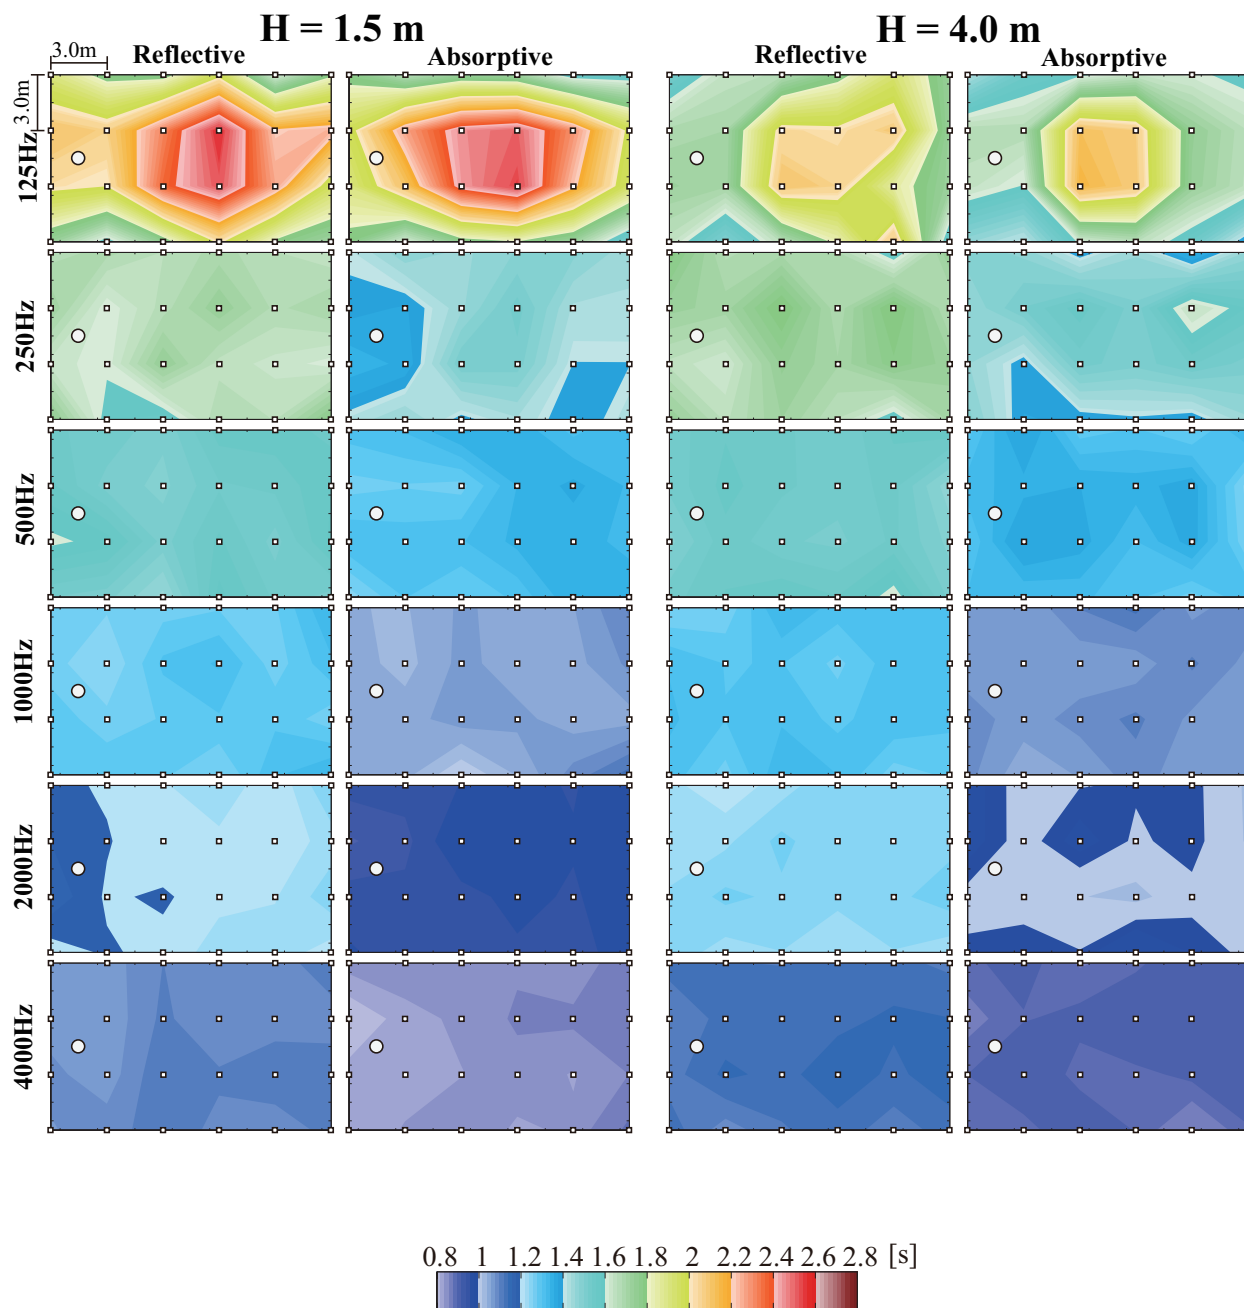 H = 1.5 m
H = 4.0 m
Reflective
Absorptive
Reflective
Absorptive
3.0m
3.0m
125Hz
250Hz
500Hz
1000Hz
2000Hz
4000Hz
0.8 1 1.2 1.4 1.6 1.8 2 2.2 2.4 2.6 2.8 [s]